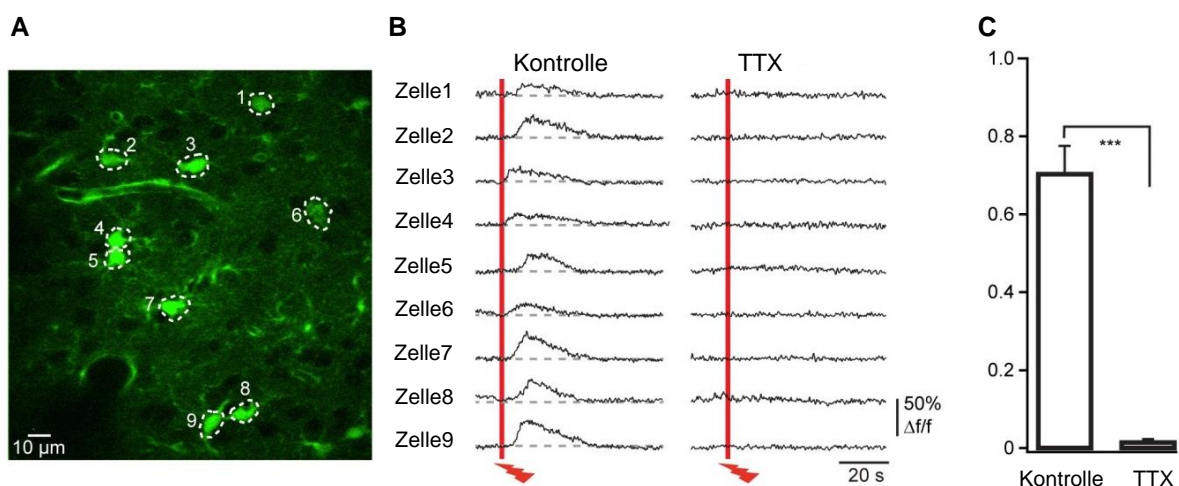 A
1
2
3
4
5
6
7
8
9
10 µm
B
Kontrolle TTX
Zelle1
Zelle2
Zelle3
Zelle4
Zelle5
Zelle6
Zelle7
Zelle8
Zelle9
50%
Δf/f
20 s
C
1.0
0.8
0.6
0.4
0.2
0
***
Kontrolle TTX